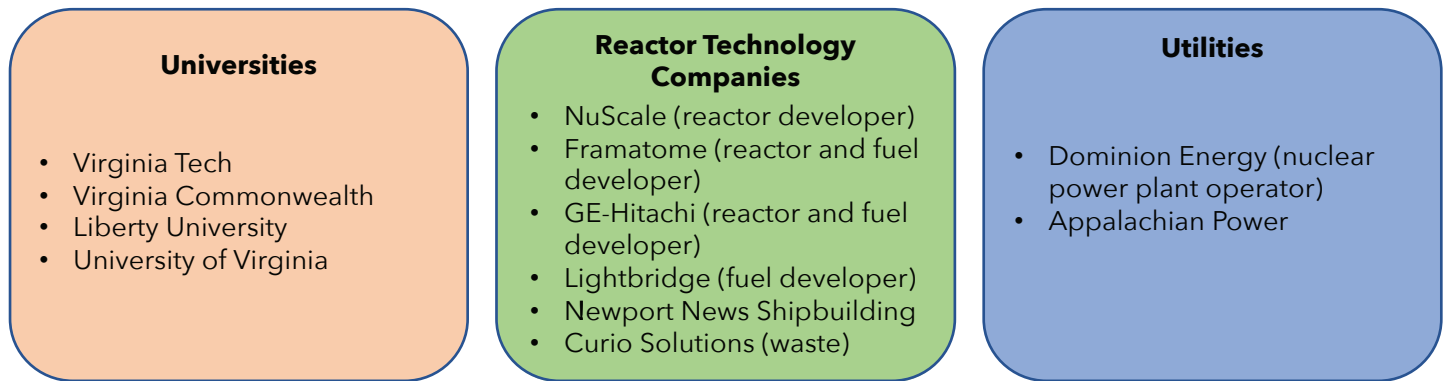 Universities
• Virginia Tech
• Virginia Commonwealth
• Liberty University
• University of Virginia
Reactor Technology
Companies
• NuScale (reactor developer)
• Framatome (reactor and fuel
developer)
• GE-Hitachi (reactor and fuel
developer)
• Lightbridge (fuel developer)
• Newport News Shipbuilding
• Curio Solutions (waste)
Utilities
• Dominion Energy (nuclear
power plant operator)
• Appalachian Power